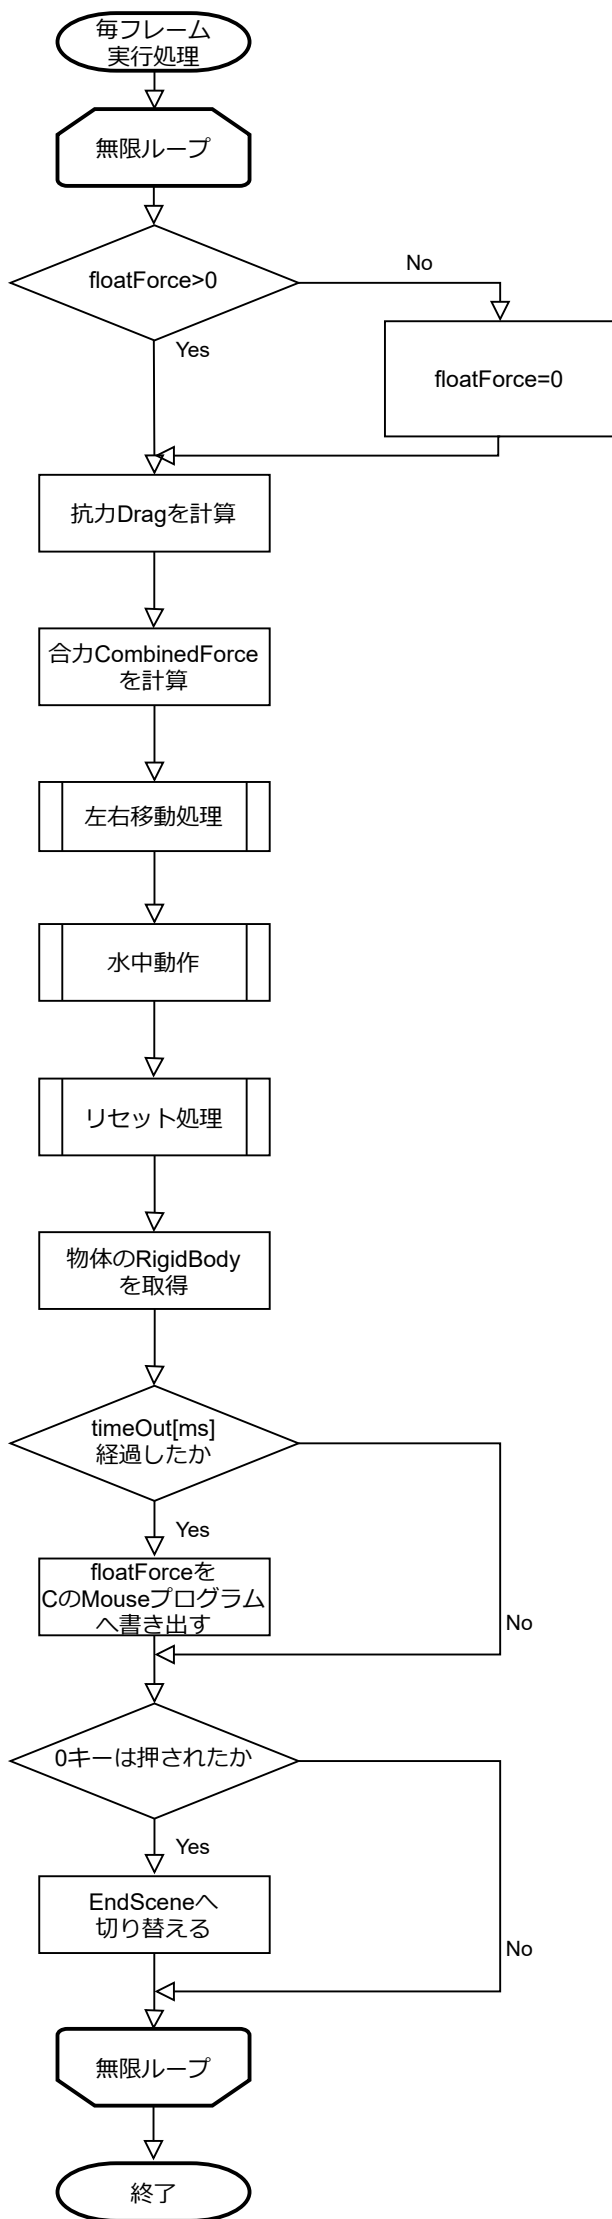 毎フレーム
実行処理
無限ループ
floatForce>0
No
Yes
floatForce=0
抗力Dragを計算
合力CombinedForce
を計算
左右移動処理
水中動作
リセット処理
物体のRigidBody
を取得
timeOut[ms]
経過したか
Yes
floatForceを
CのMouseプログラム
へ書き出す
No
0キーは押されたか
Yes
EndSceneへ
切り替える
No
無限ループ
終了